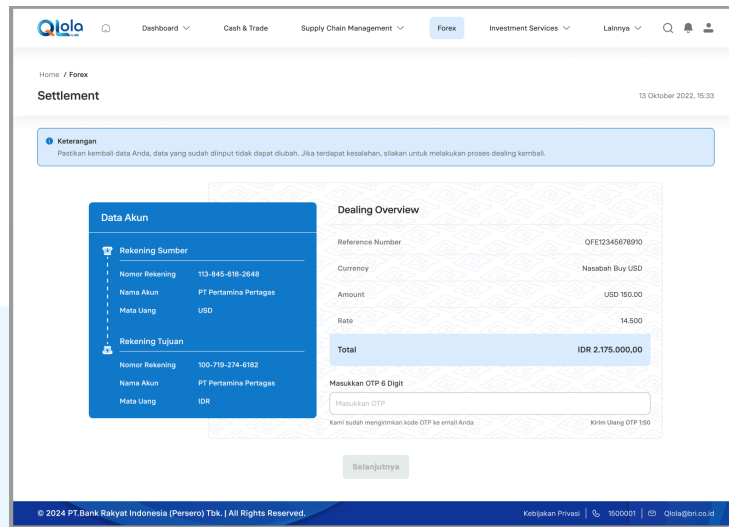 Qlola
Dashboard
Cash & Trade
Supply Chain Management
Forex
Investment Services
Lainnya
Home / Forex
Settlement
13 Oktober 2022, 15:33
Keterangan
Pastikan kembali data Anda, data yang sudah diinput tidak dapat diubah. Jika terdapat kesalahan, silakan untuk melakukan proses dealing kembali.
Data Akun
Rekening Sumber
Nomor Rekening 113-845-618-2648
Nama Akun PT Pertamina Pertagas
Mata Uang USD
Rekening Tujuan
Nomor Rekening 100-719-274-6182
Nama Akun PT Pertamina Pertagas
Mata Uang IDR
Dealing Overview
Reference Number QFE12345678910
Currency Nasabah Buy USD
Amount USD 150.00
Rate 14.500
Total IDR 2.175.000,00
Masukkan OTP 6 Digit
Masukkan OTP
Kami sudah mengirimkan kode OTP ke email Anda Kirim Ulang OTP 1:50
Selanjutnya
© 2024 PT.Bank Rakyat Indonesia (Persero) Tbk. | All Rights Reserved. Kebijakan Privasi | 1500001 | Qlola@bri.co.id